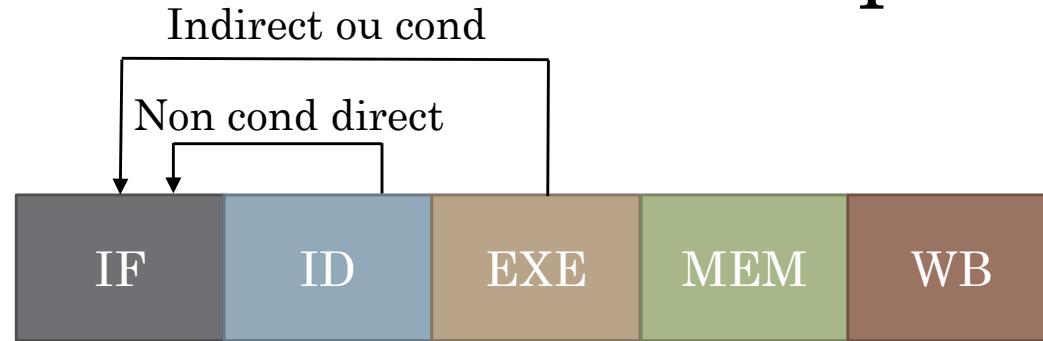 Indirect ou cond
Non cond direct
IF ID EXE MEM WB